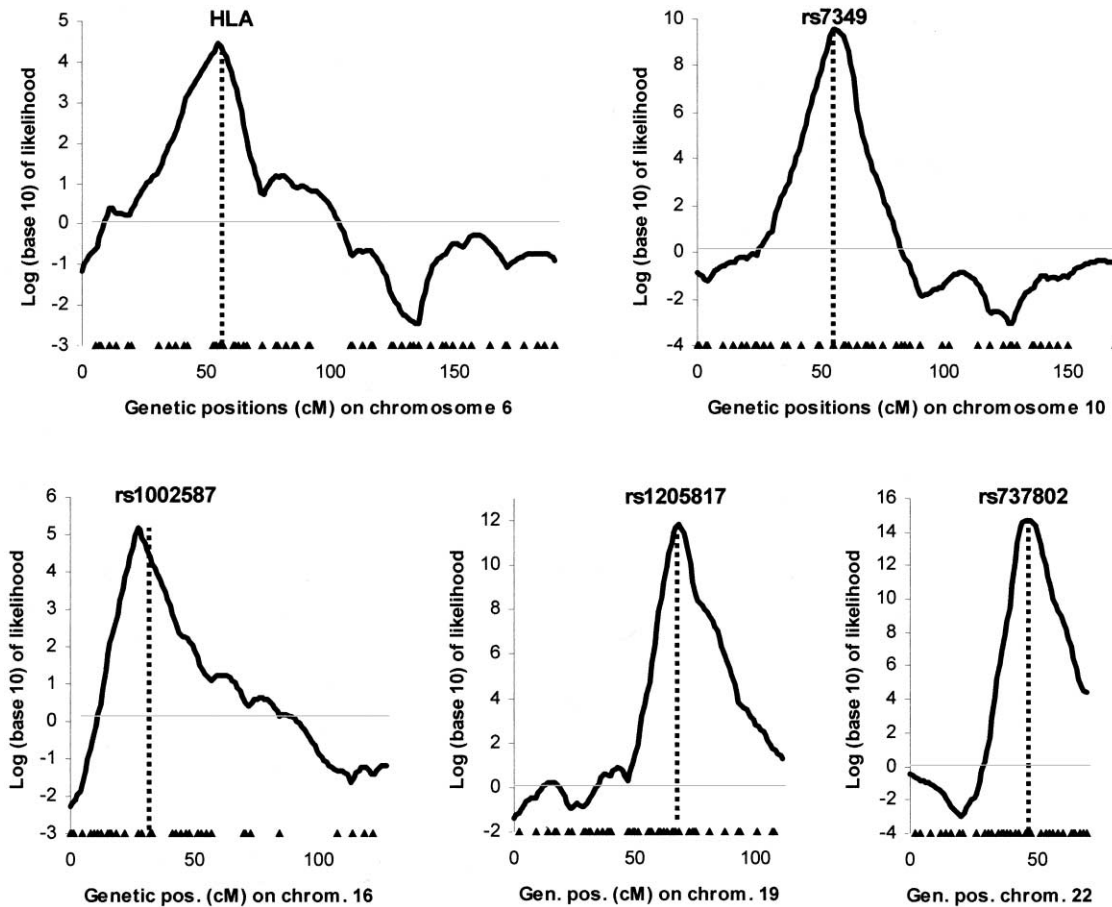 HLA
5
4
3
2
1
0
-1
-2
-3
Log (base 10) of likelihood
0 50 100 150
Genetic positions (cM) on chromosome 6
rs7349
10
8
6
4
2
0
-2
-4
Log (base 10) of likelihood
0 50 100 150
Genetic positions (cM) on chromosome 10
rs1002587
6
5
4
3
2
1
0
-1
-2
-3
Log (base 10) of likelihood
0 50 100
Genetic pos. (cM) on chrom. 16
rs1205817
12
10
8
6
4
2
0
-2
Log (base 10) of likelihood
0 50 100
Gen. pos. (cM) on chrom. 19
rs737802
16
14
12
10
8
6
4
2
0
-2
-4
Log (base 10) of likelihood
0 50
Gen. pos. chrom. 22